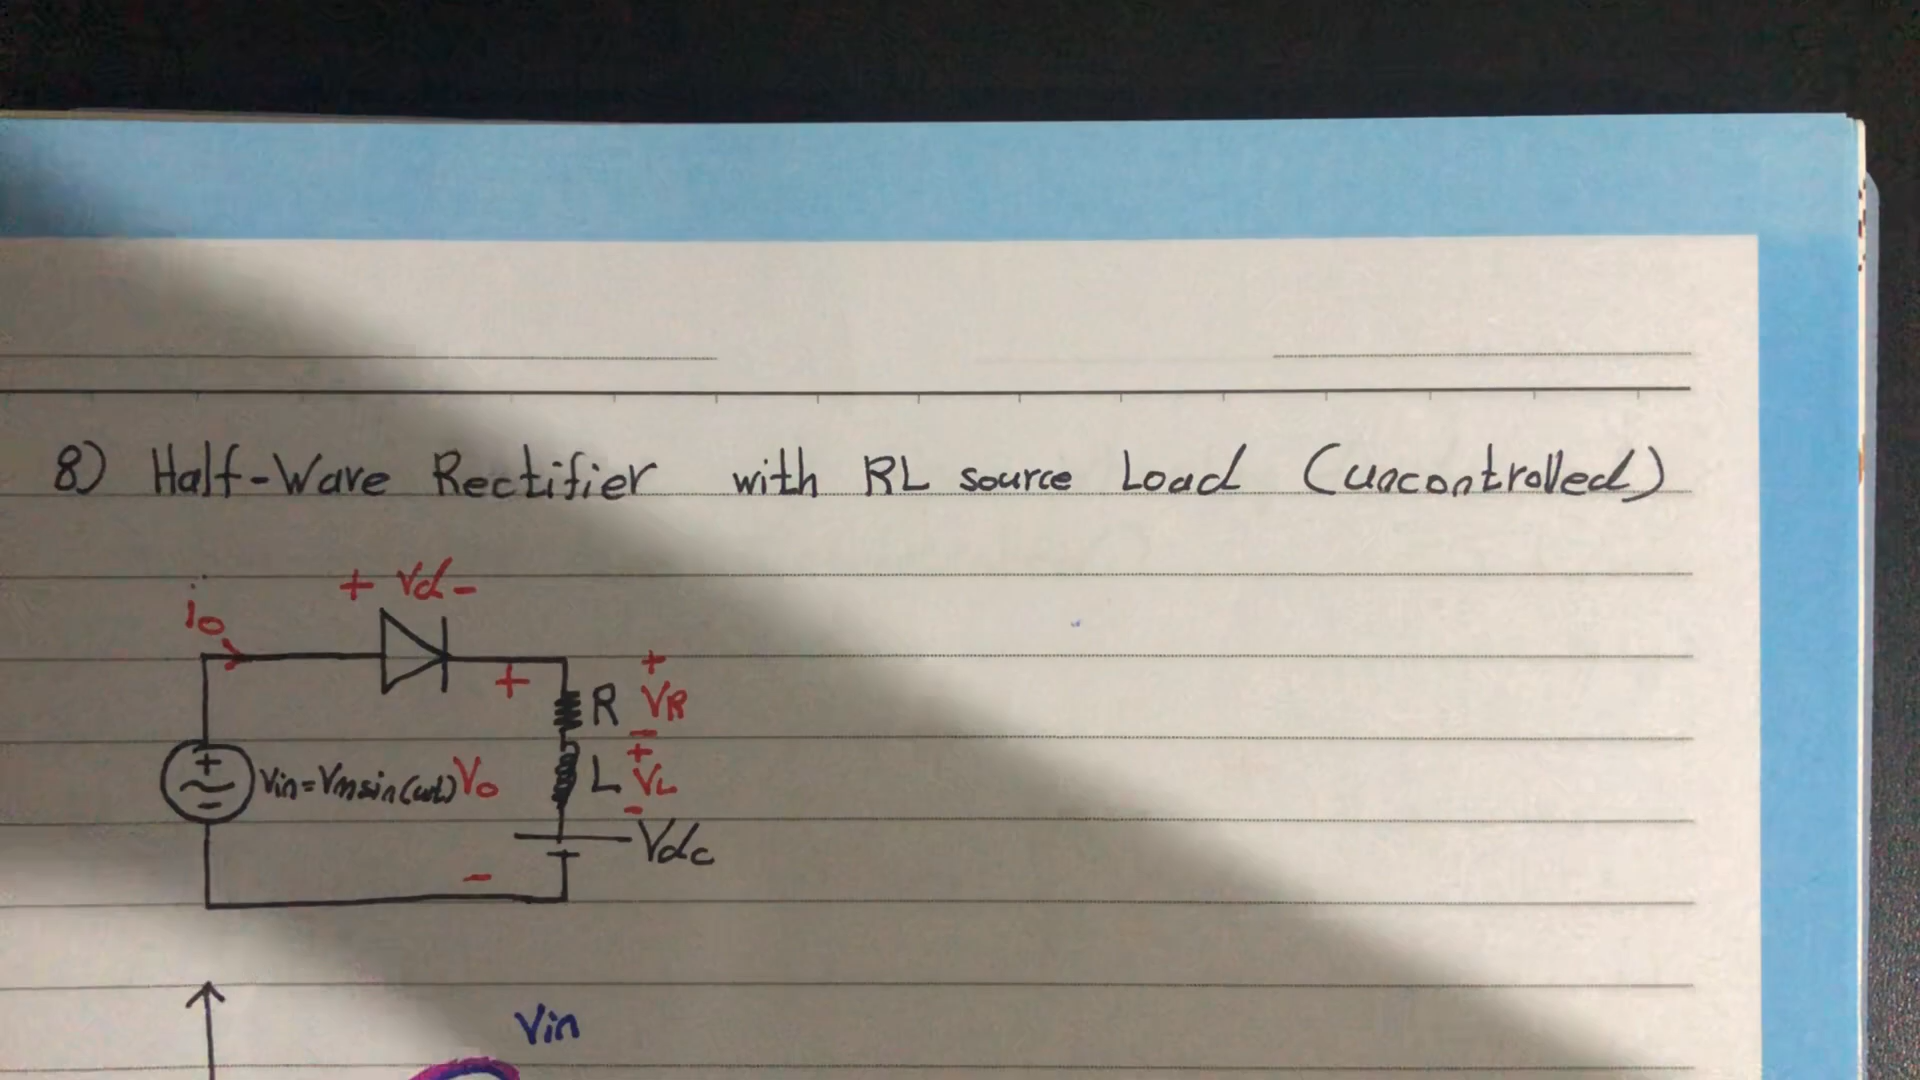 8) Half-Wave Rectifier with RL source Load (uncontrolled)
+ Vd -
io
+
R
+
VR
-
+
Vin=Vmsin(wt)
Vo
L
+
VL
-
Vdc
-
Vin